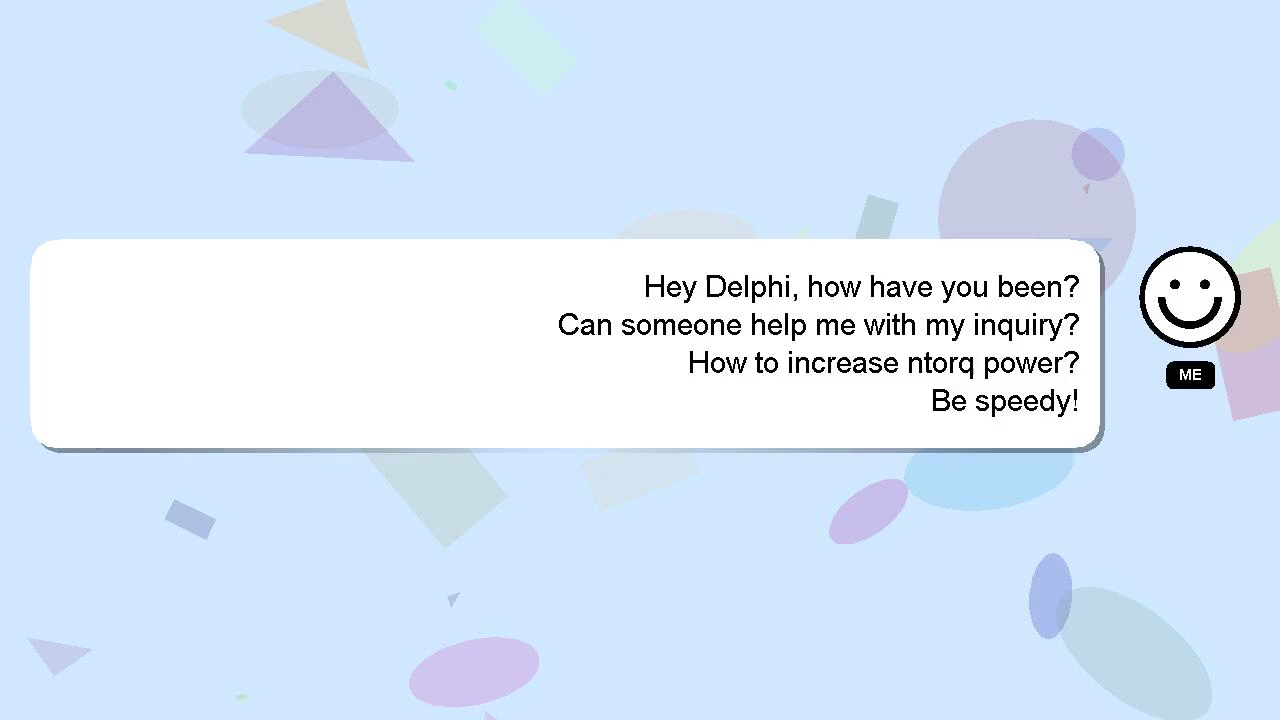 Hey Delphi, how have you been?
Can someone help me with my inquiry?
How to increase ntorq power?
Be speedy!
ME